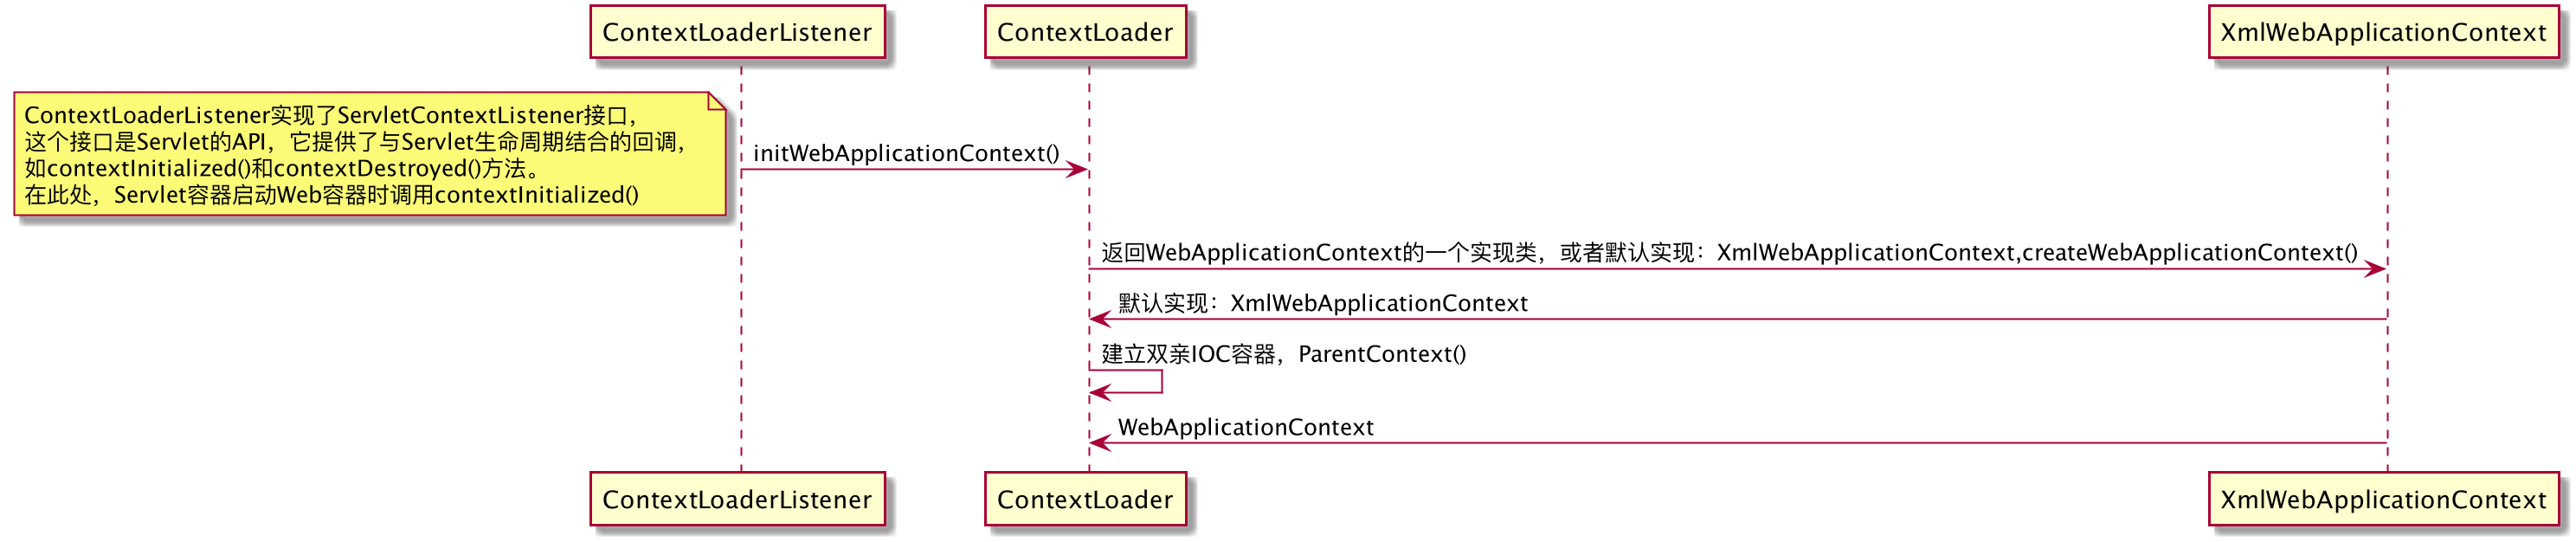 ContextLoaderListener
ContextLoader
XmlWebApplicationContext
ContextLoaderListener实现了ServletContextListener接口，
这个接口是Servlet的API，它提供了与Servlet生命周期结合的回调，
如contextInitialized()和contextDestroyed()方法。
在此处，Servlet容器启动Web容器时调用contextInitialized()
initWebApplicationContext()
返回WebApplicationContext的一个实现类，或者默认实现：XmlWebApplicationContext,createWebApplicationContext()
默认实现：XmlWebApplicationContext
建立双亲IOC容器，ParentContext()
WebApplicationContext
ContextLoaderListener
ContextLoader
XmlWebApplicationContext